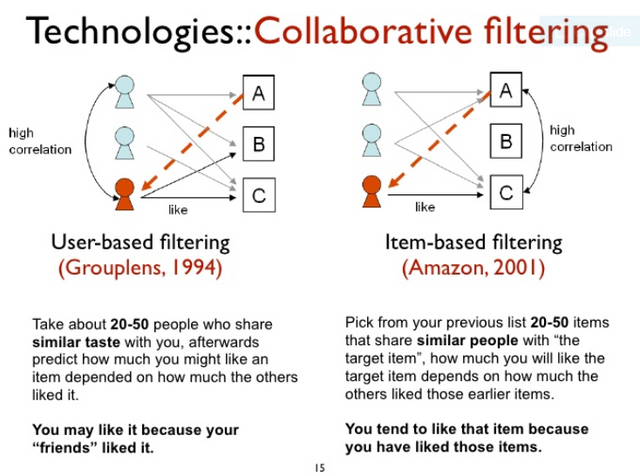 Technologies::Collaborative filtering
high
correlation
A
B
C
like
User-based filtering
(Grouplens, 1994)
Take about 20-50 people who share
similar taste with you, afterwards
predict how much you might like an
item depended on how much the others
liked it.
You may like it because your
“friends” liked it.
A
B
C
high
correlation
like
Item-based filtering
(Amazon, 2001)
Pick from your previous list 20-50 items
that share similar people with “the
target item”, how much you will like the
target item depends on how much the
others liked those earlier items.
You tend to like that item because
you have liked those items.
15